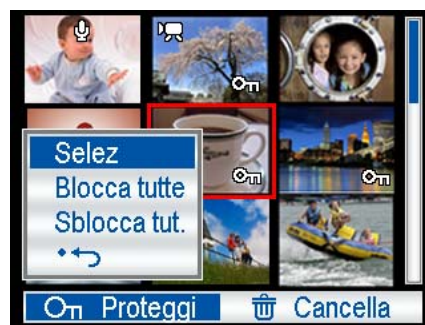 Selez
Blocca tutte
Sblocca tut.
Proteggi
Cancella